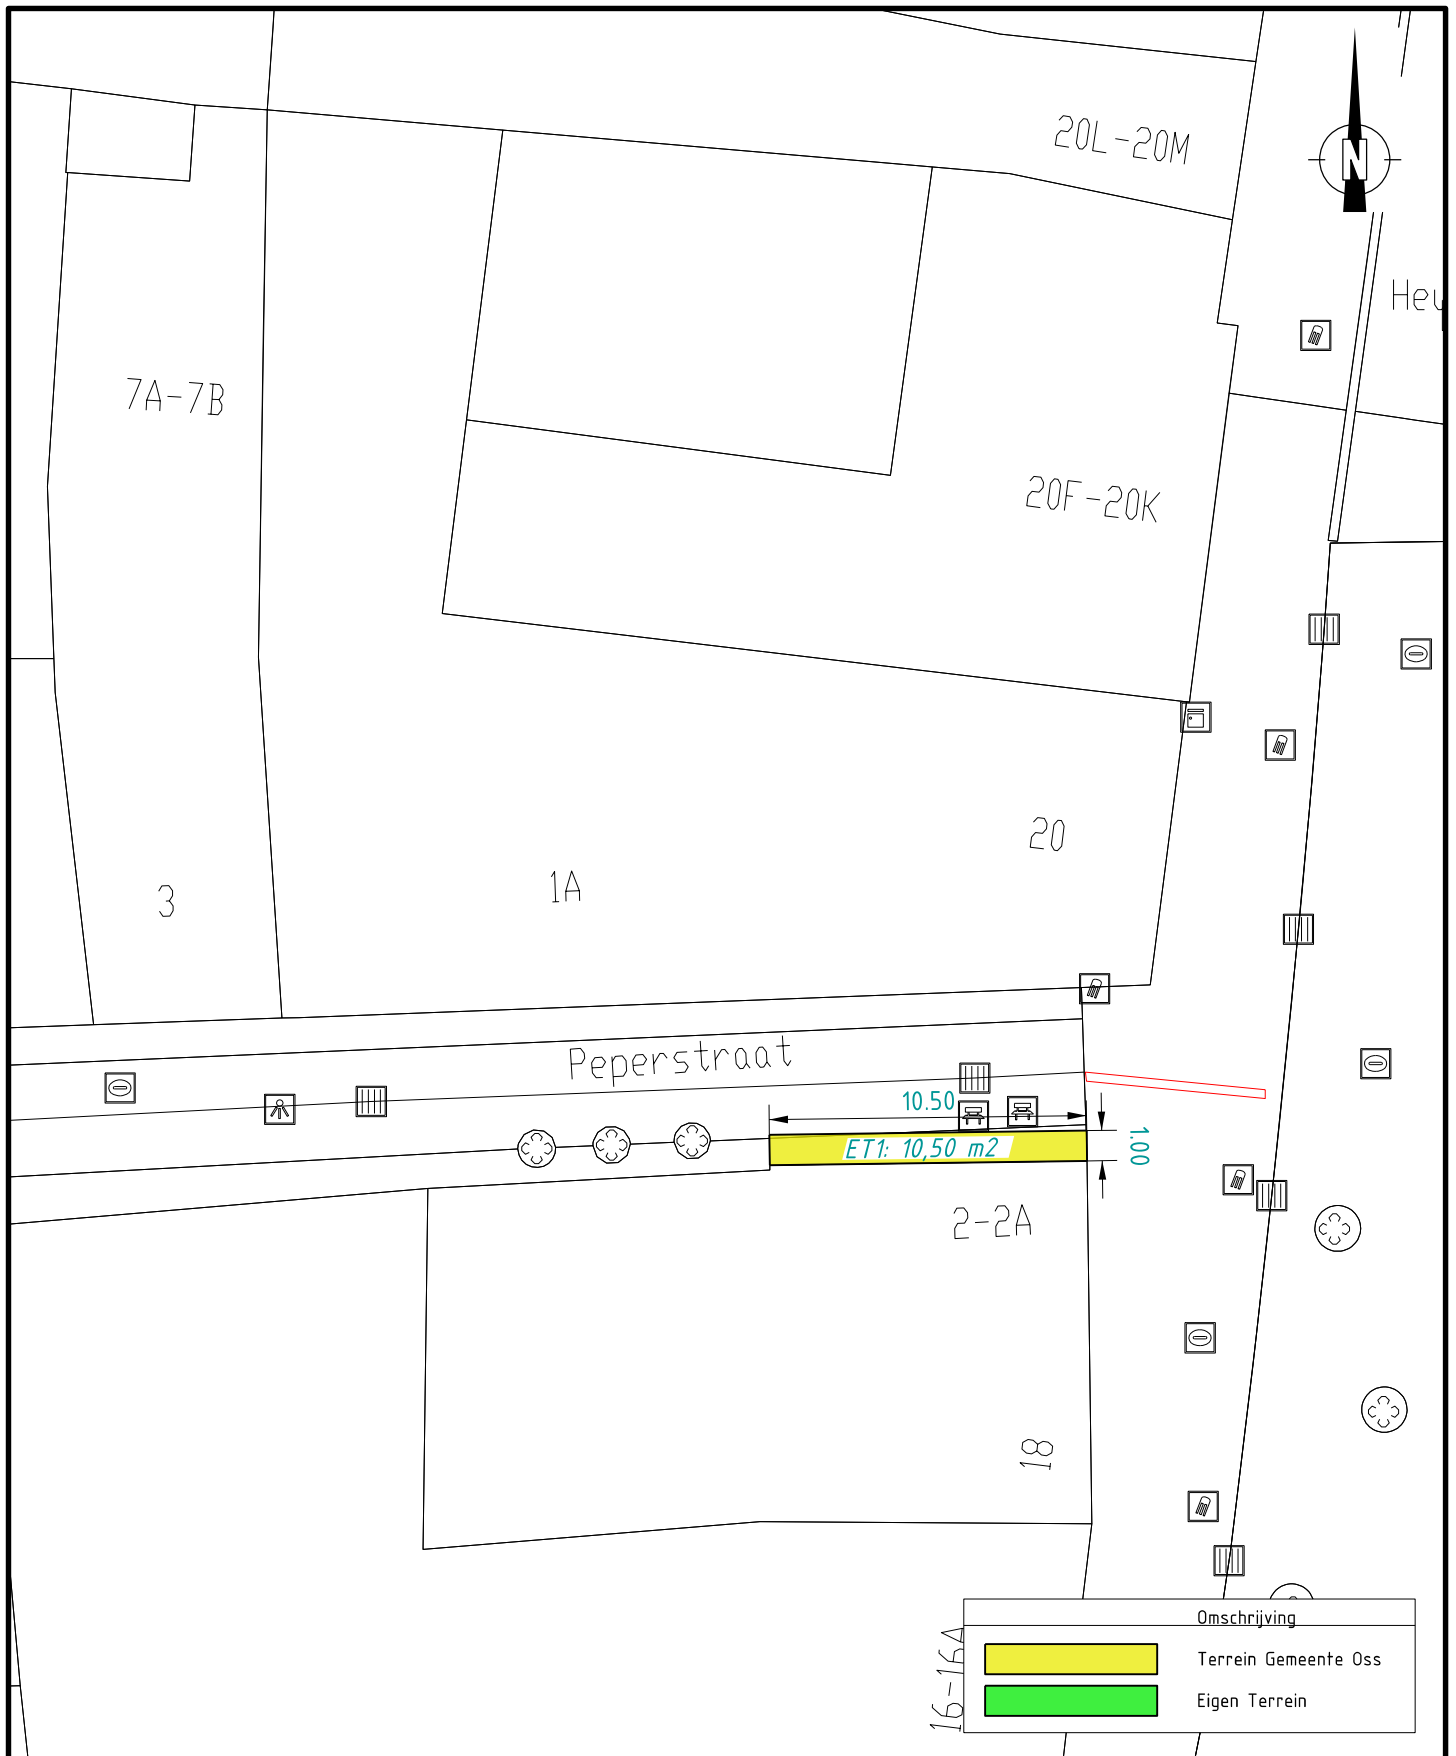 20L-20M
N
7A-7B
20F-20K
20
1A
3
Peperstraat
10.50
1.00
ET1: 10,50 m2
2-2A
18
16-16A
Omschrijving
Terrein Gemeente Oss
Eigen Terrein